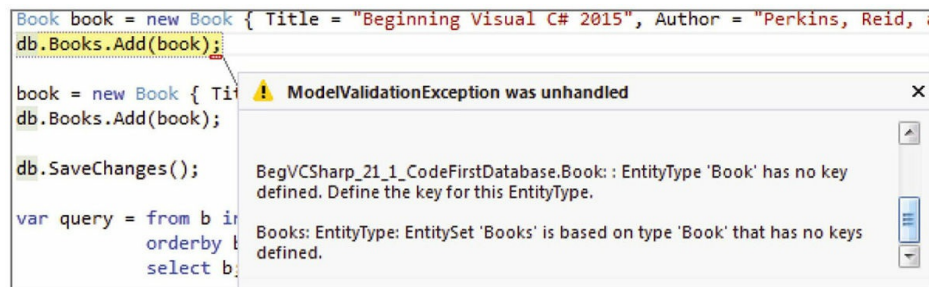 Book book = new Book { Title = "Beginning Visual C# 2015", Author = "Perkins, Reid,
db.Books.Add(book);
book = new Book { Tit
db.Books.Add(book);
db.SaveChanges();
var query = from b in
orderby b
select b;
ModelValidationException was unhandled
BegVCSharp_21_1_CodeFirstDatabase.Book: : EntityType 'Book' has no key
defined. Define the key for this EntityType.
Books: EntityType: EntitySet 'Books' is based on type 'Book' that has no keys
defined.